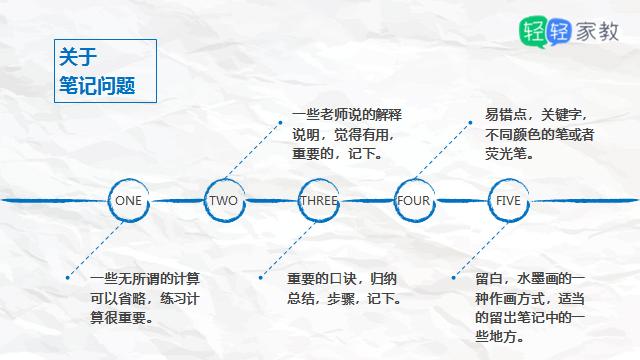 关于
笔记问题
轻轻家教
一些老师说的解释
说明，觉得有用，
重要的，记下。
易错点，关键字，
不同颜色的笔或者
荧光笔。
ONE
TWO
THREE
FOUR
FIVE
一些无所谓的计算
可以省略，练习计
算很重要。
重要的口诀，归纳
总结，步骤，记下。
留白，水墨画的一
种作画方式，适当
的留出笔记中的一
些地方。